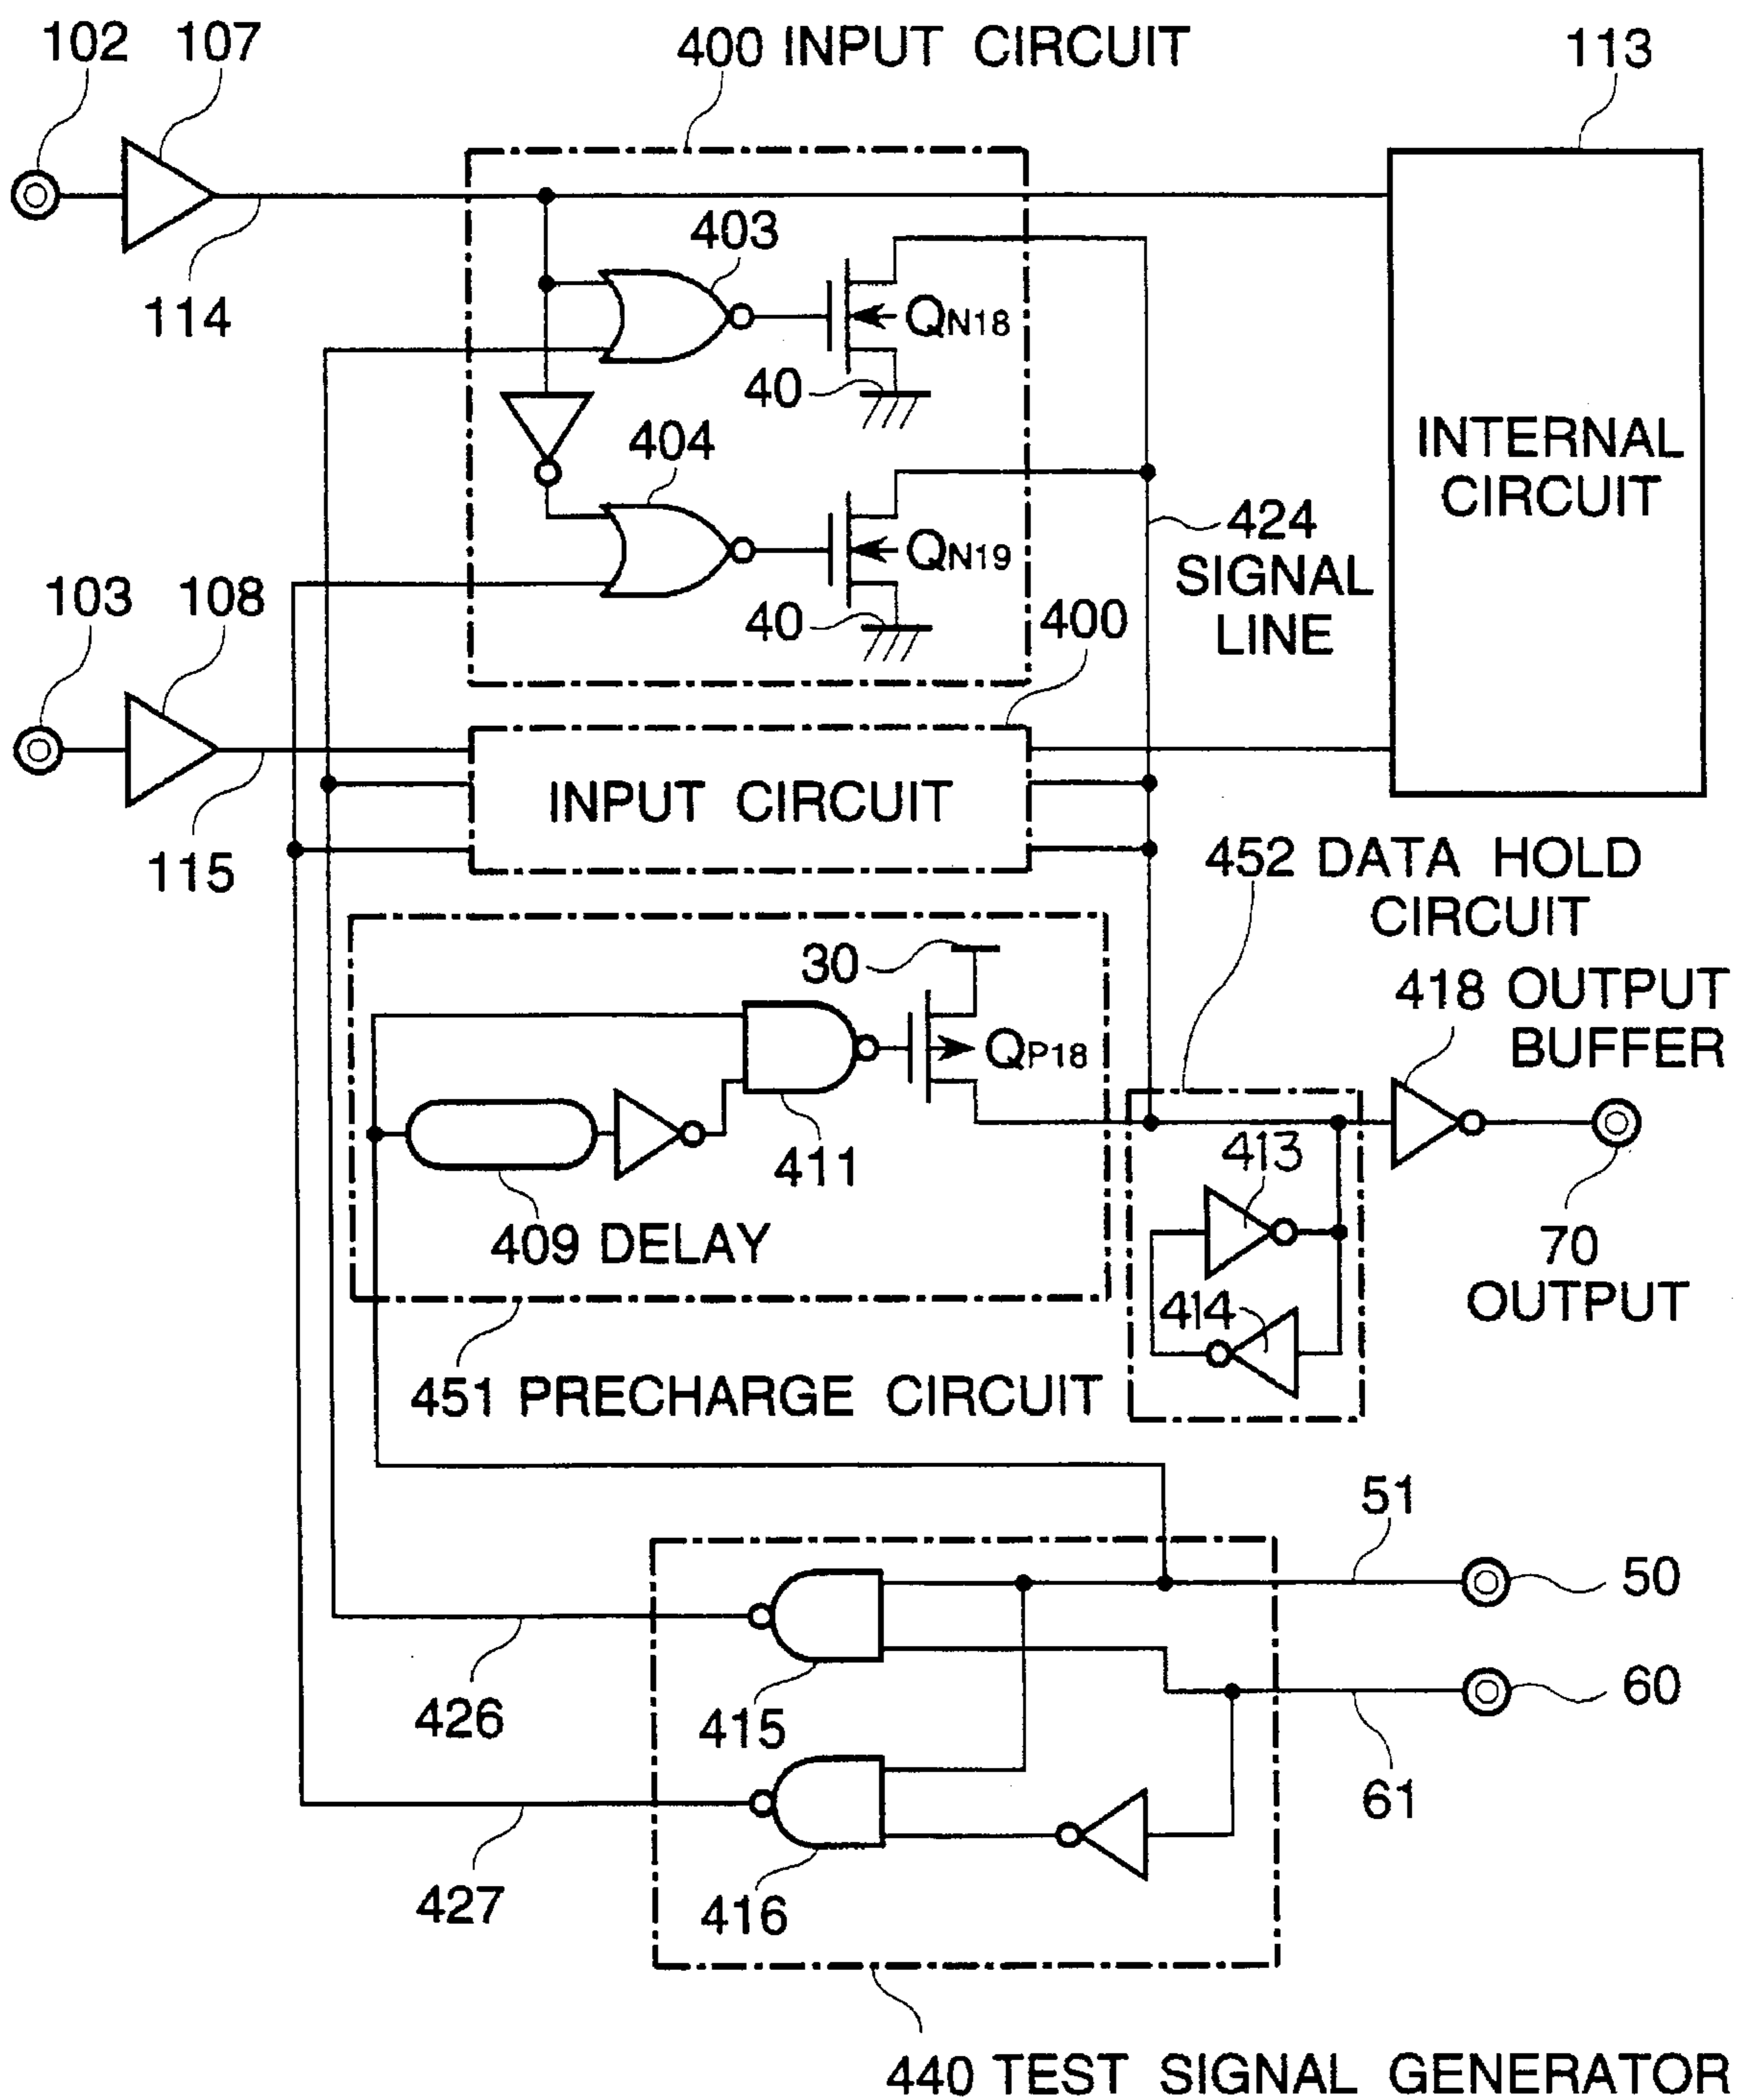 102
107
400 INPUT CIRCUIT
113
403
QN18
114
40
404
INTERNAL
CIRCUIT
424
SIGNAL
LINE
QN19
103
108
40
400
INPUT CIRCUIT
115
452 DATA HOLD
CIRCUIT
30
418 OUTPUT
BUFFER
QP18
411
413
409 DELAY
70
OUTPUT
414
451 PRECHARGE CIRCUIT
51
50
426
415
60
61
427
416
440 TEST SIGNAL GENERATOR